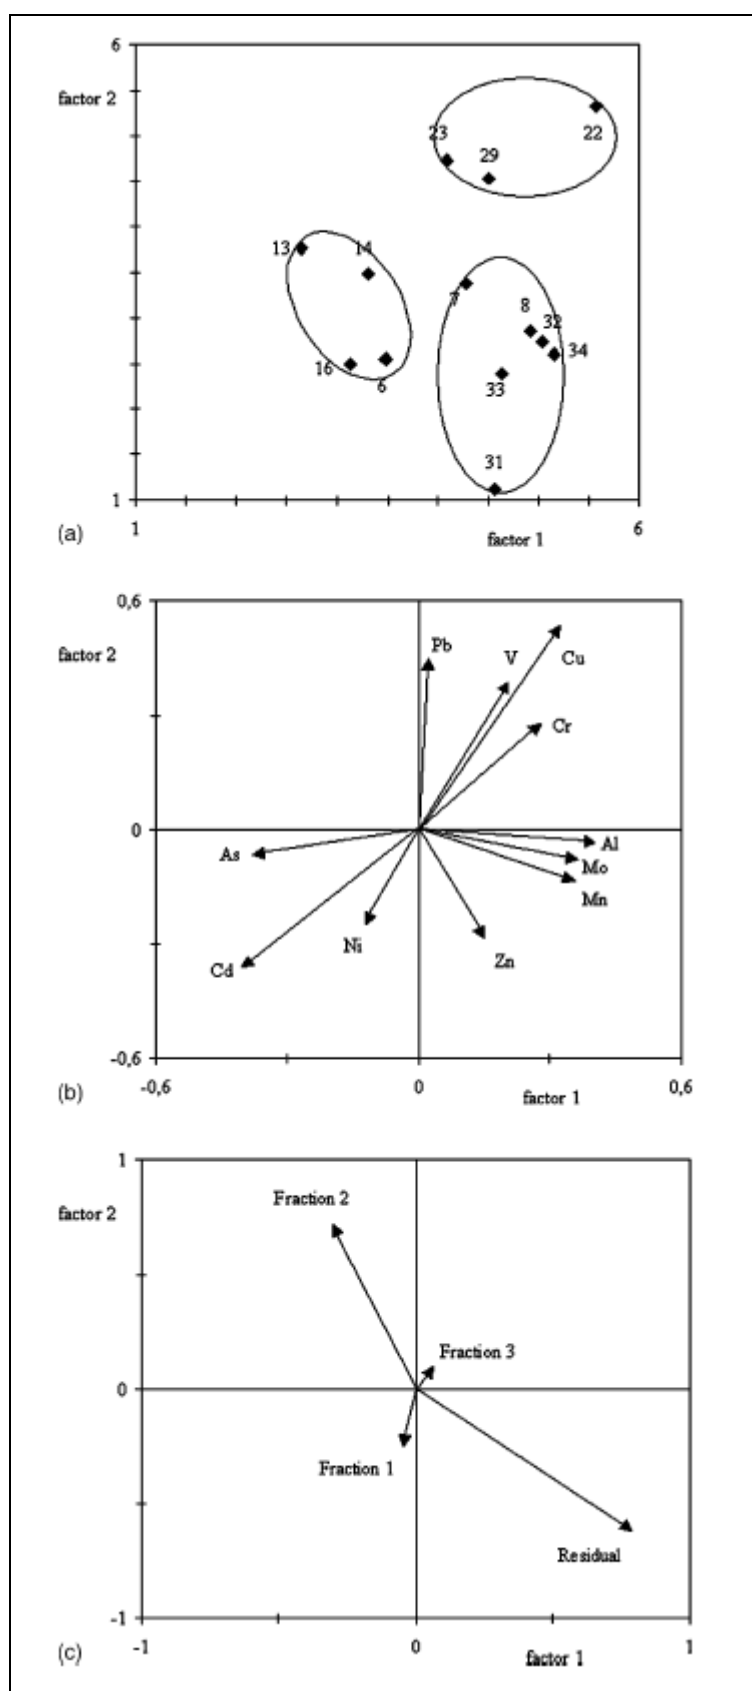 6
factor 2
23
29
22
13
14
7
8
32
34
16
6
33
31
1
(a)
1
factor 1
6
0,6
factor 2
Pb
V
Cu
Cr
0
As
Al
Mo
Mn
Cd
Ni
Zn
-0,6
-0,6
0
0,6
(b)
factor 1
1
factor 2
Fraction 2
Fraction 3
0
Fraction 1
Residual
-1
(c)
-1
0
factor 1
1